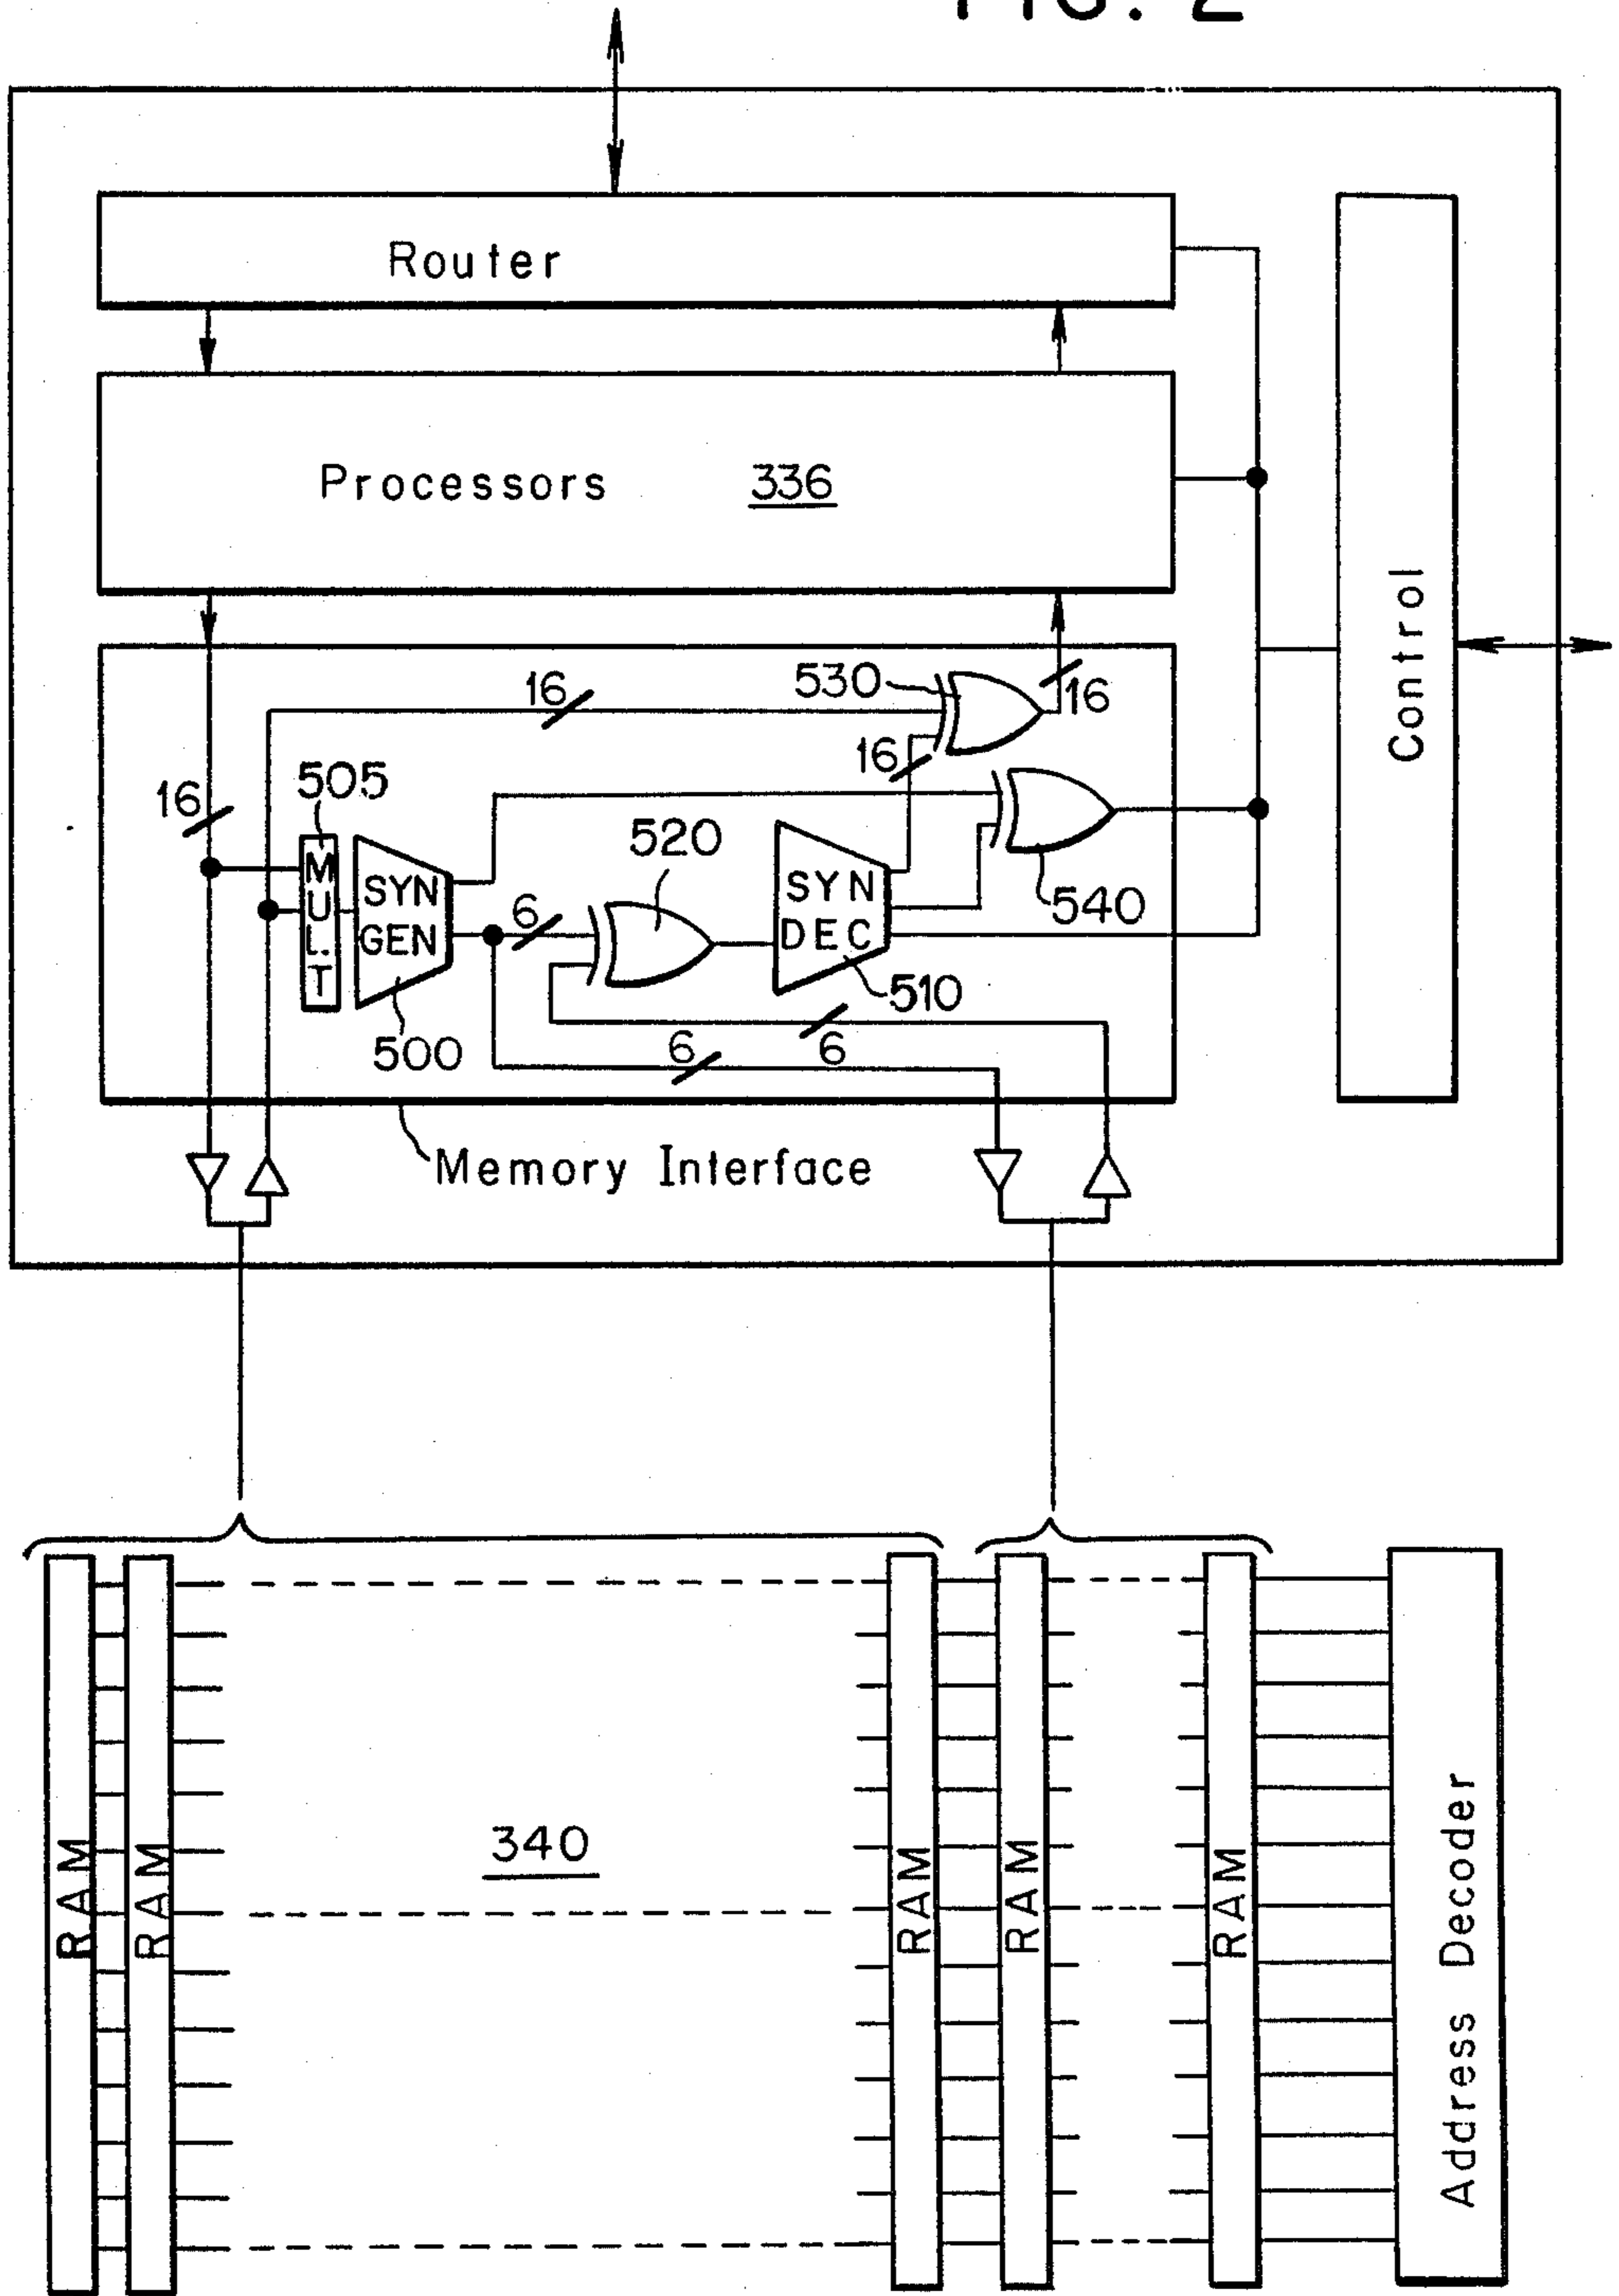 FIG. 2
Router
Processors 336
Control
530
16
16
16
505
16
MULT
SYN GEN
520
SYN DEC
540
6
510
500
6
6
Memory Interface
RAM
RAM
340
RAM
RAM
RAM
Address Decoder